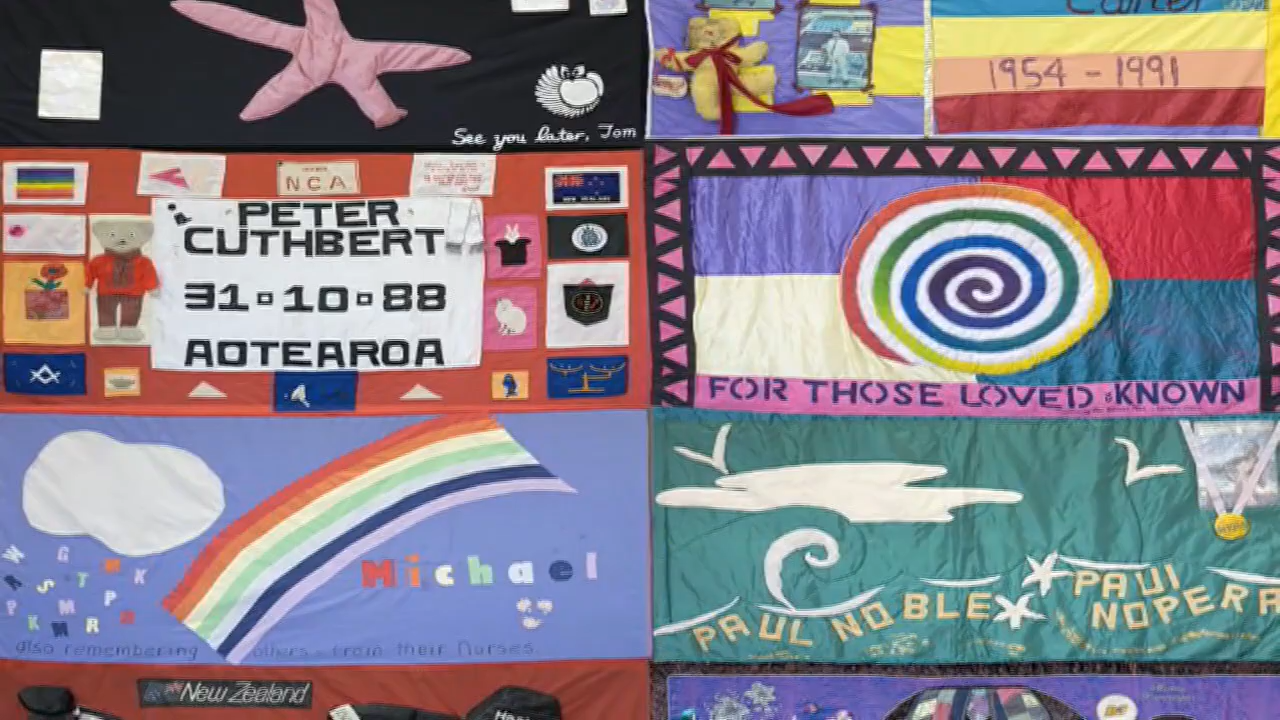 See you later, Tom
1954 - 1991
NCA
PETER
CUTHBERT
31·10·88
AOTEAROA
FOR THOSE LOVED & KNOWN
Michael
also remembering others from their Nurses.
PAUL NOBLE
PAUL
NOPERA
New Zealand